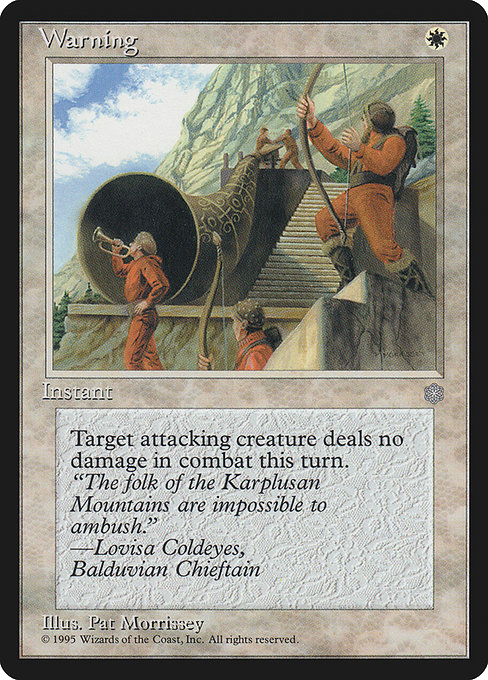 Warning
Instant
Target attacking creature deals no
damage in combat this turn.
“The folk of the Karplusan
Mountains are impossible to
ambush.”
—Lovisa Coldeyes,
Balduvian Chieftain
Illus. Pat Morrissey
© 1995 Wizards of the Coast, Inc. All rights reserved.